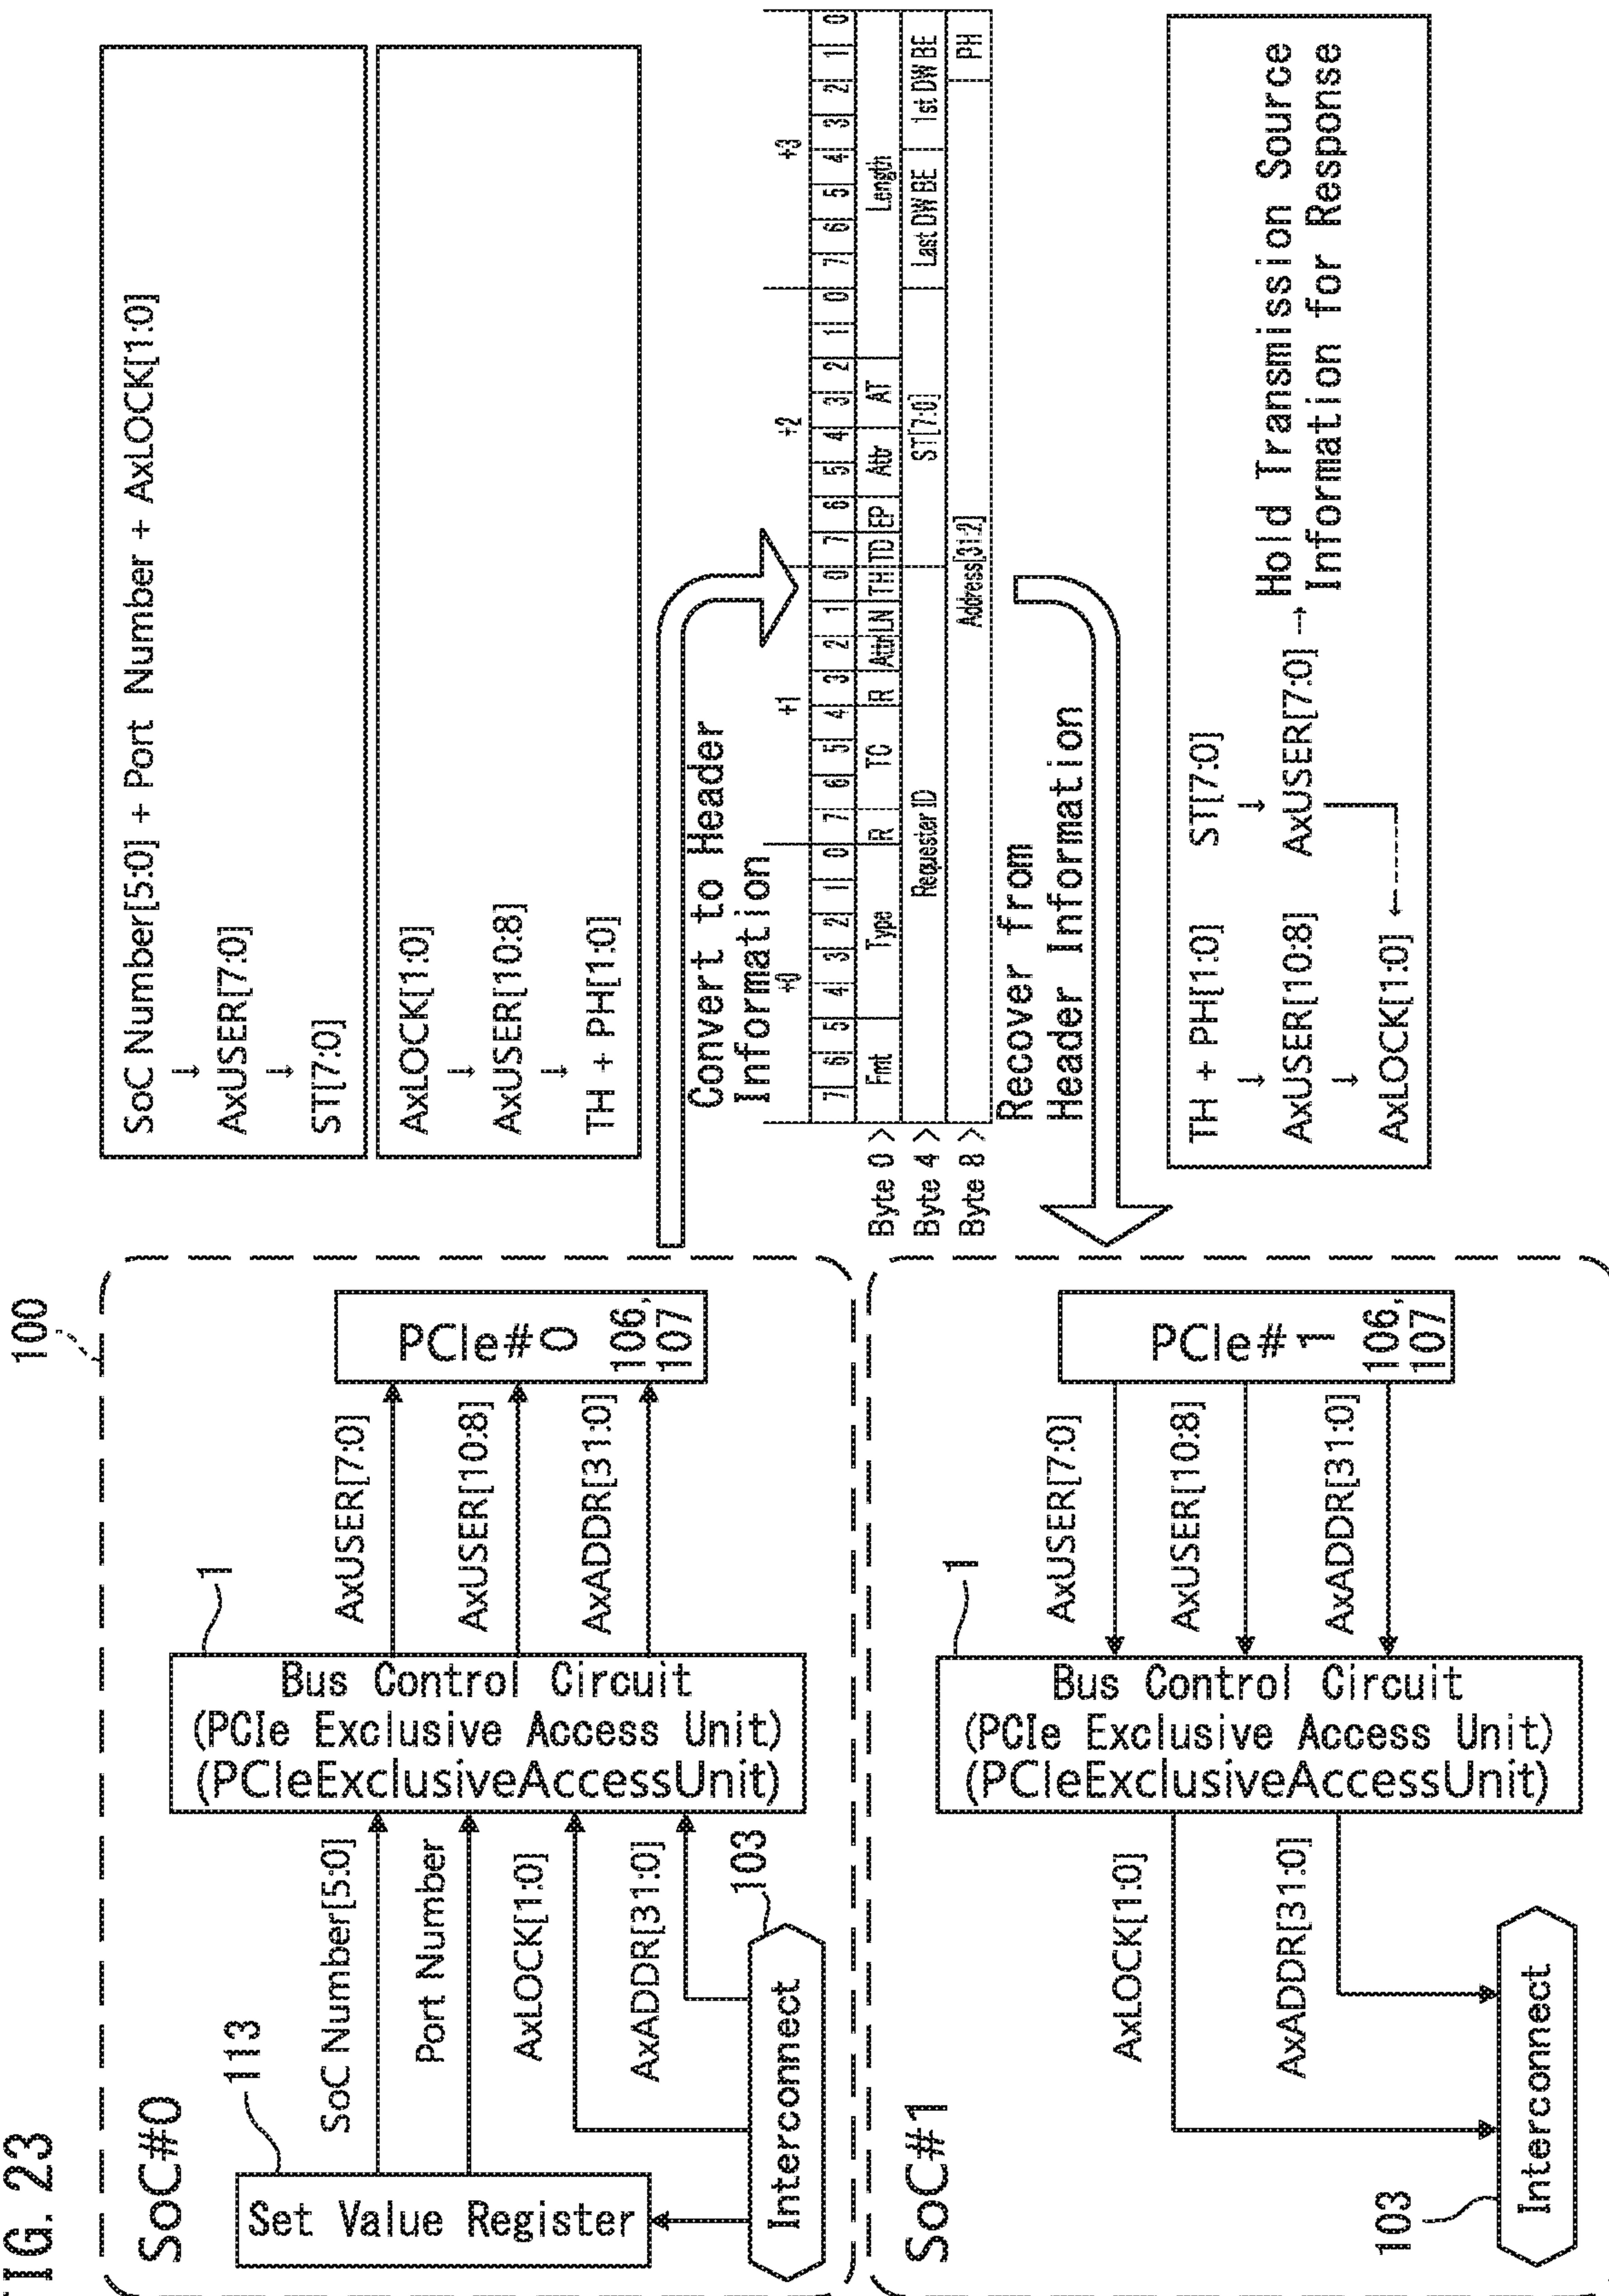 FIG. 23
100
SoC#0
113
Set Value Register
SoC Number[5:0]
Port Number
AxLOCK[1:0]
AxADDR[31:0]
103
Interconnect
1
Bus Control Circuit
(PCIe Exclusive Access Unit)
(PCIeExclusiveAccessUnit)
AxUSER[7:0]
AxUSER[10:8]
AxADDR[31:0]
PCIe#0
106,
107
SoC Number[5:0] + Port Number + AxLOCK[1:0]
↓
AxUSER[7:0]
↓
ST[7:0]
AxLOCK[1:0]
↓
AxUSER[10:8]
↓
TH + PH[1:0]
Convert to Header
Information
+0 +1 +2 +3
7 6 5 4 3 2 1 0 7 6 5 4 3 2 1 0 7 6 5 4 3 2 1 0 7 6 5 4 3 2 1 0
Byte 0 > Fmt Type R TC R Attr LN TH TD EP Attr AT Length
Byte 4 > Requester ID ST[7:0] Last DW BE 1st DW BE
Byte 8 > Address[31:2] PH
Recover from
Header Information
SoC#1
103
Interconnect
AxLOCK[1:0]
AxADDR[31:0]
1
Bus Control Circuit
(PCIe Exclusive Access Unit)
(PCIeExclusiveAccessUnit)
AxUSER[7:0]
AxUSER[10:8]
AxADDR[31:0]
PCIe#1
106,
107
TH + PH[1:0] ST[7:0]
↓ ↓
AxUSER[10:8] AxUSER[7:0] → Hold Transmission Source
Information for Response
↓
AxLOCK[1:0] ←